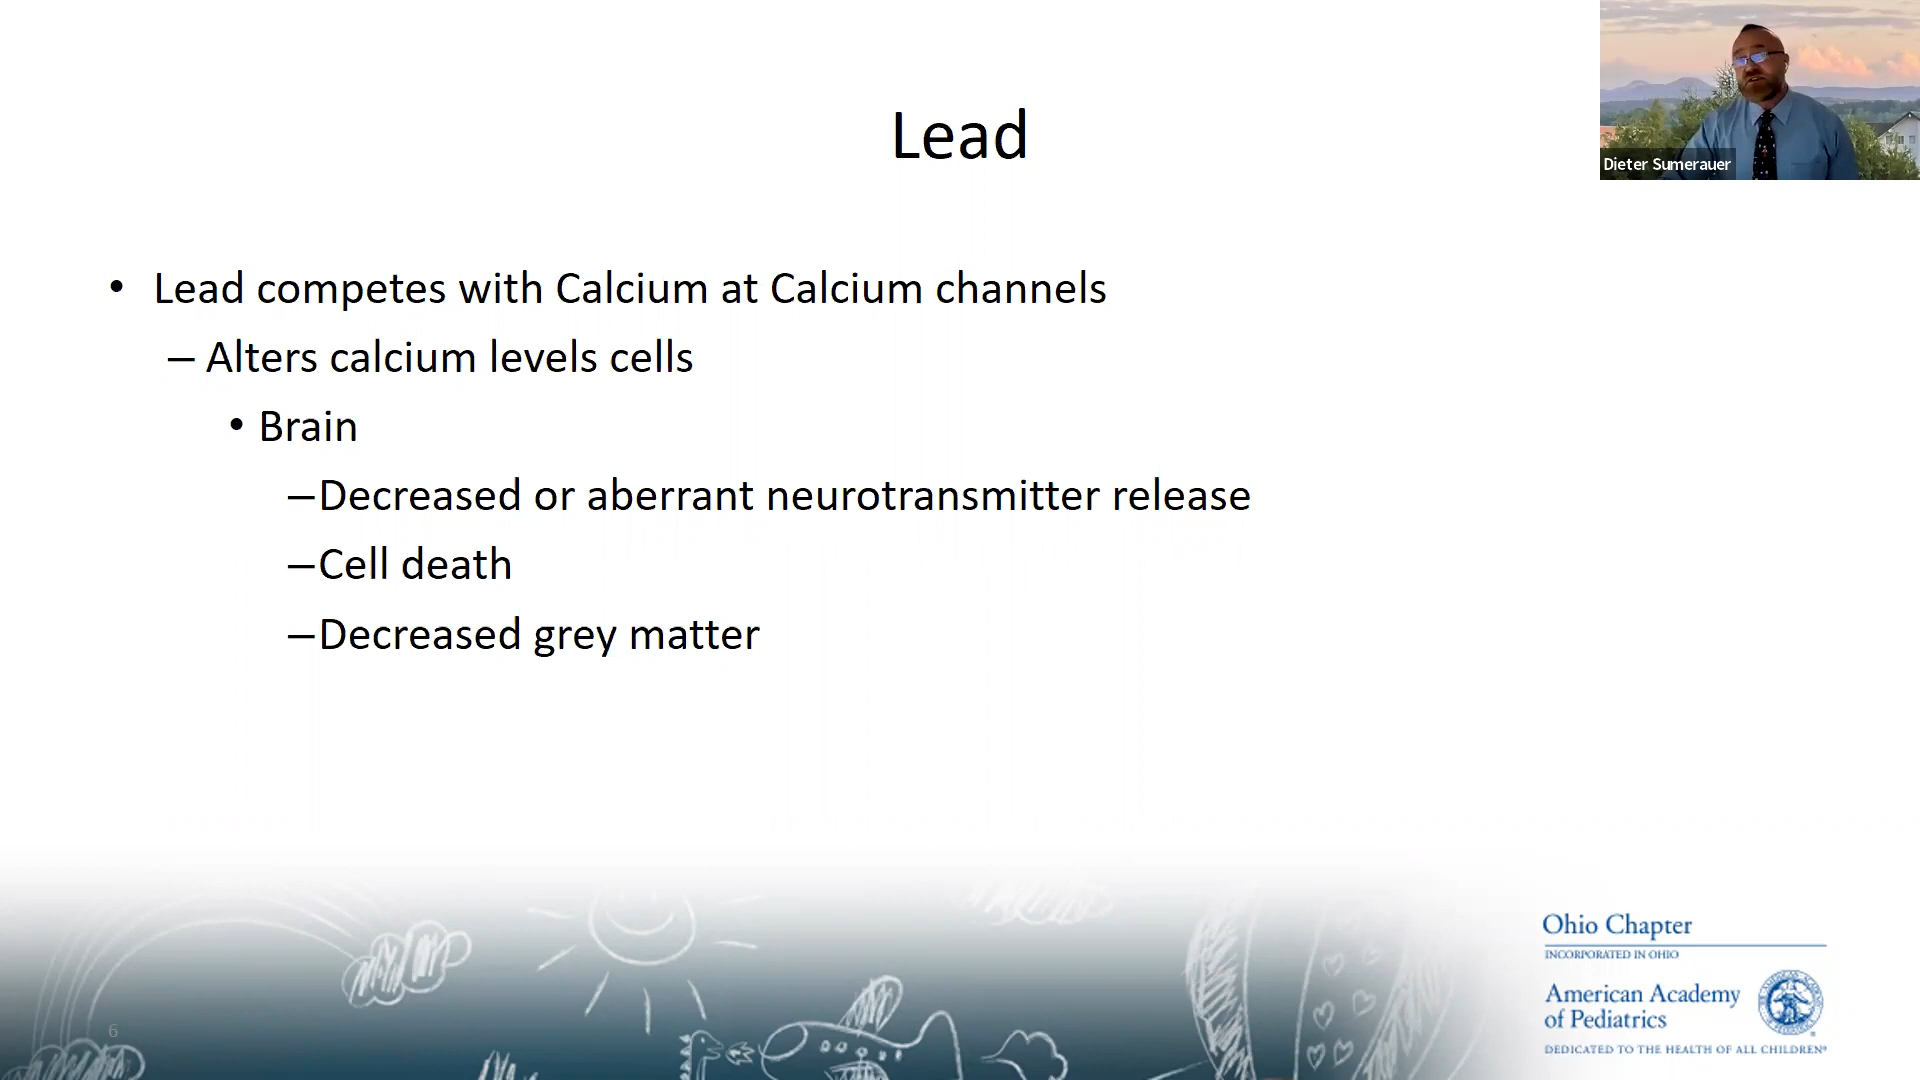 Lead
Dieter Sumerauer
• Lead competes with Calcium at Calcium channels
– Alters calcium levels cells
• Brain
–Decreased or aberrant neurotransmitter release
–Cell death
–Decreased grey matter
Ohio Chapter
INCORPORATED IN OHIO
American Academy
of Pediatrics
DEDICATED TO THE HEALTH OF ALL CHILDREN®
6